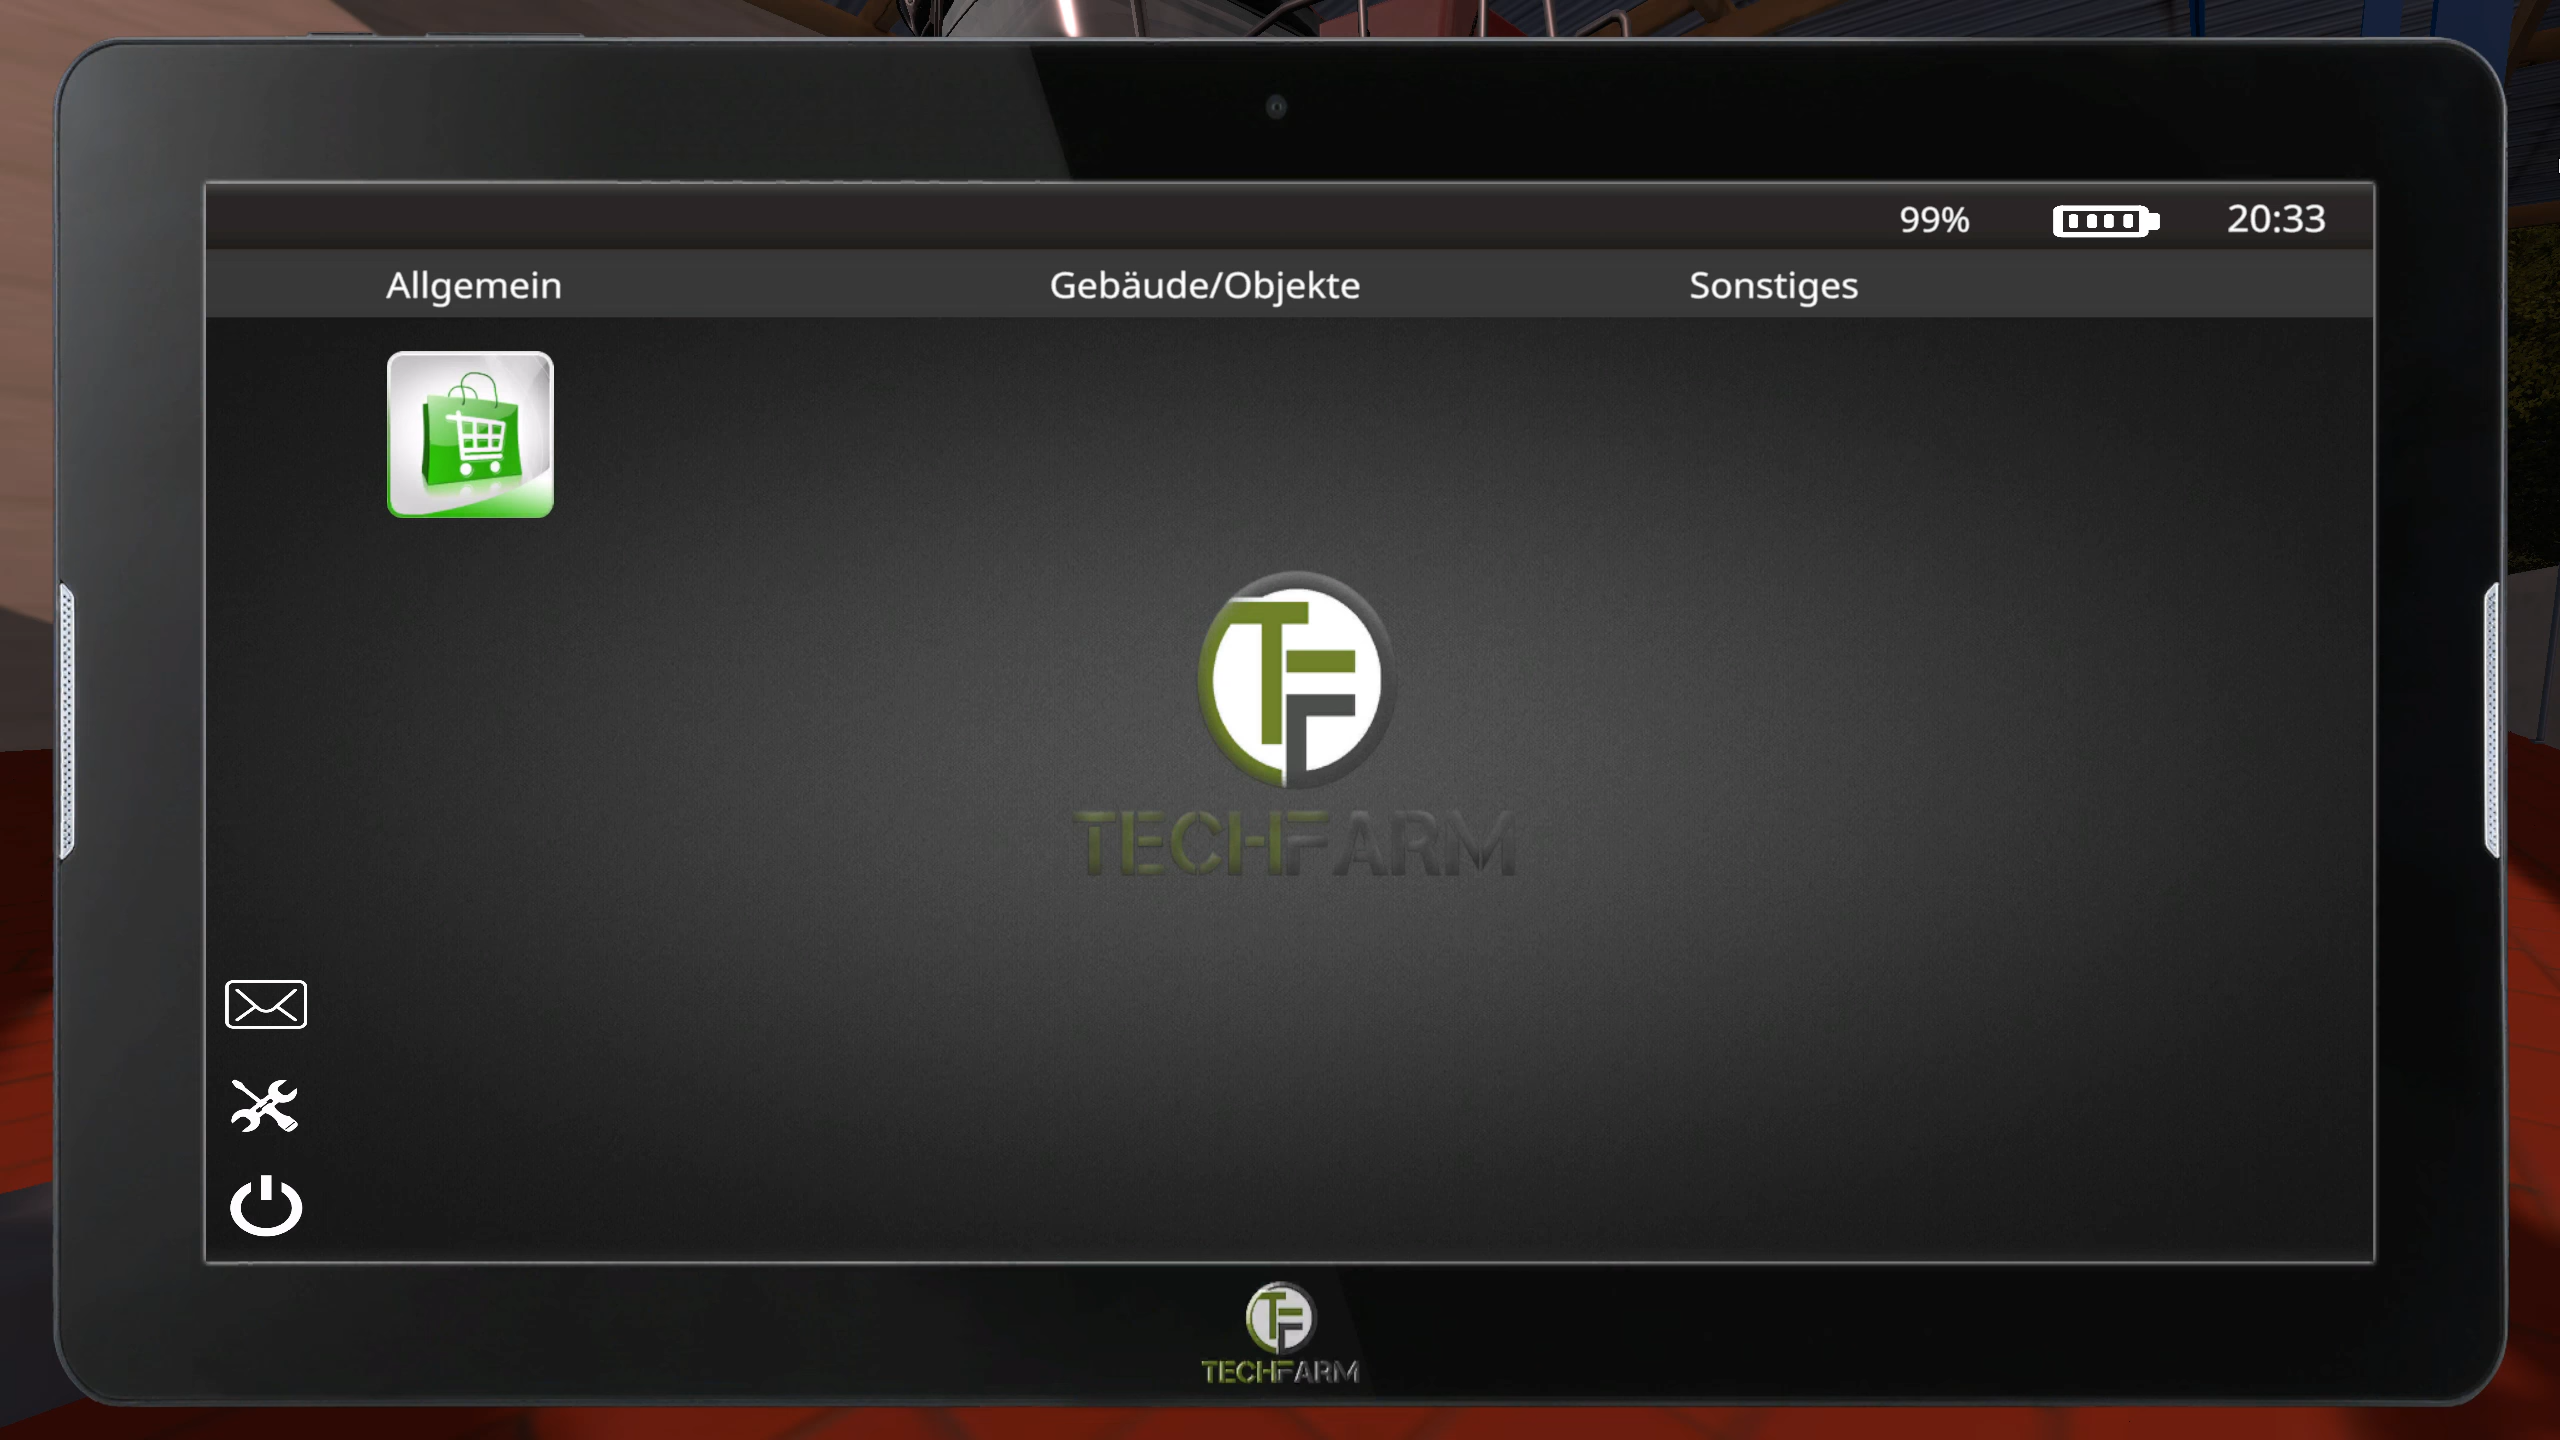 99% 20:33
Allgemein Gebäude/Objekte Sonstiges
TF
TECHFARM
TF
TECHFARM